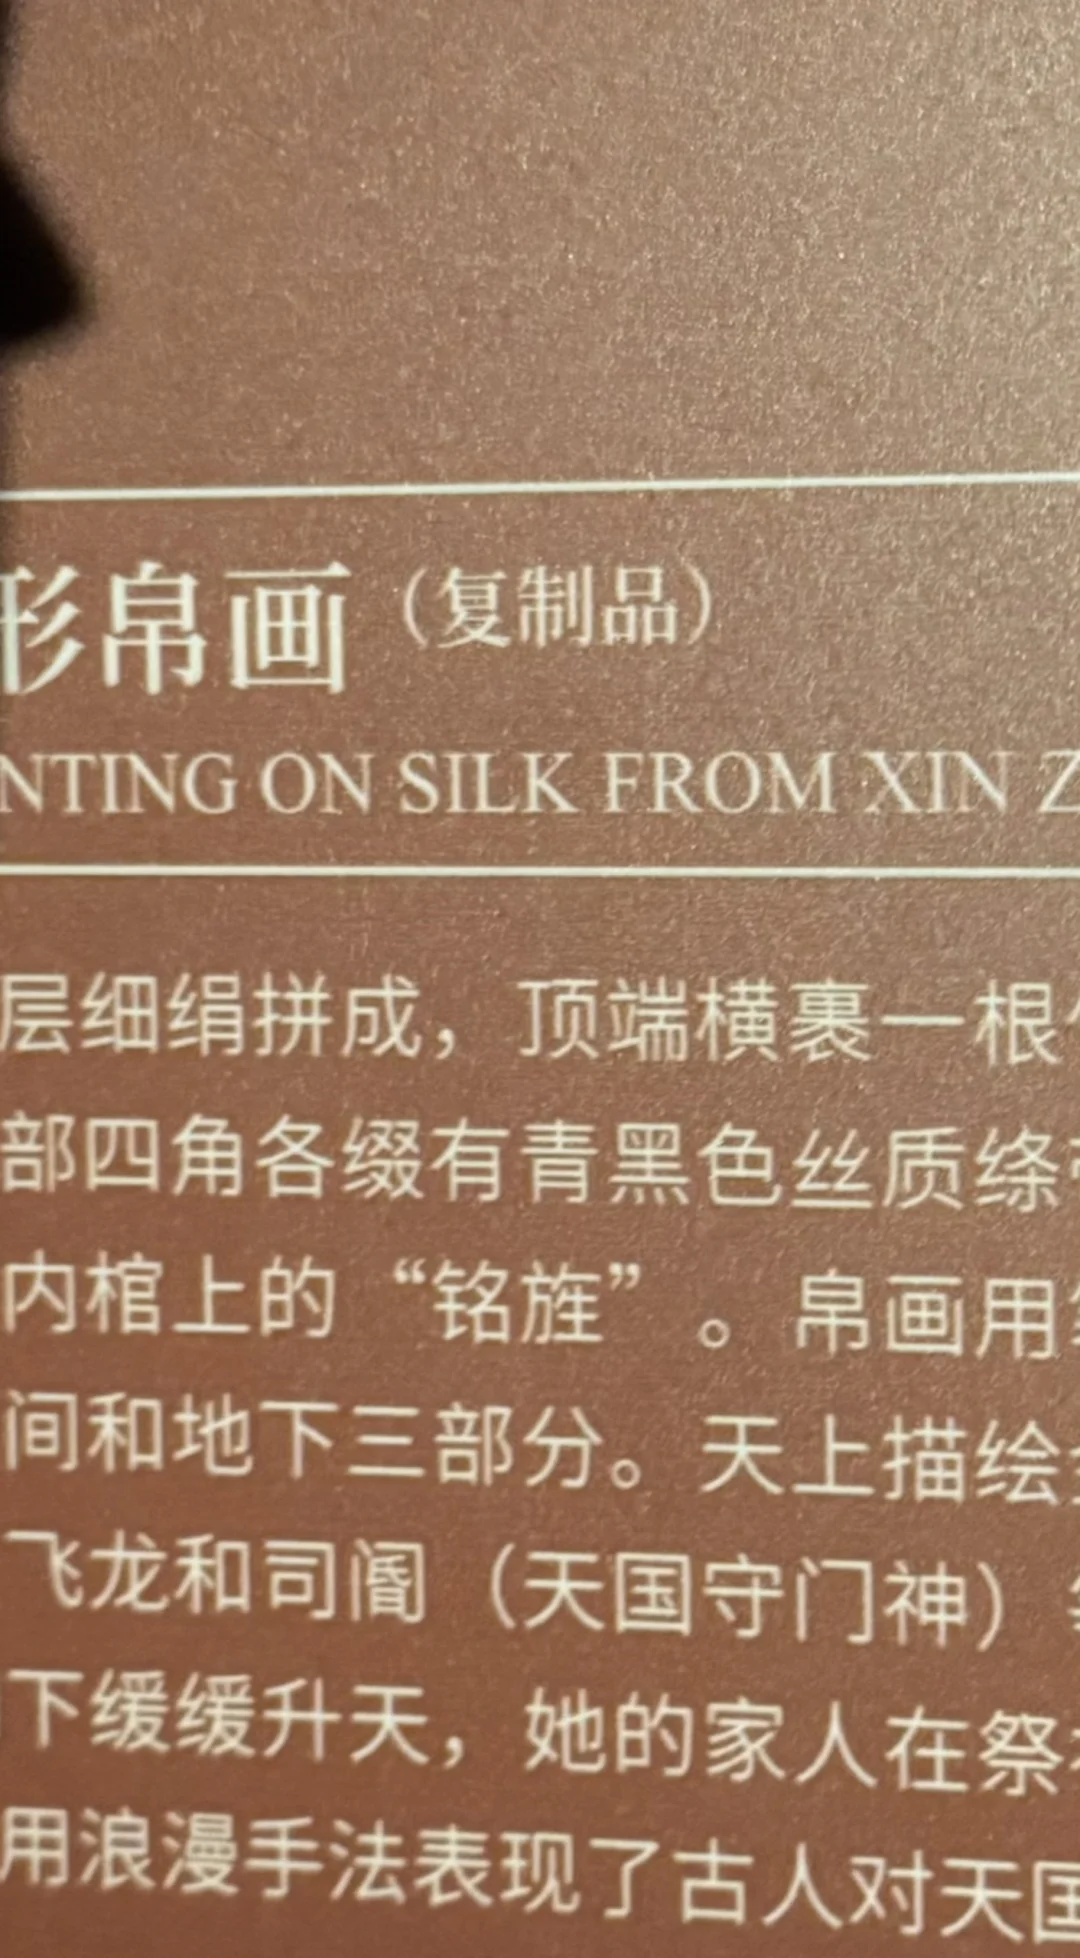 形帛画（复制品）
NTING ON SILK FROM XIN Z
层细绢拼成，顶端横裹一根
部四角各缀有青黑色丝质绦
内棺上的“铭旌”。帛画用
间和地下三部分。天上描绘
飞龙和司阍（天国守门神）
下缓缓升天，她的家人在祭
用浪漫手法表现了古人对天国